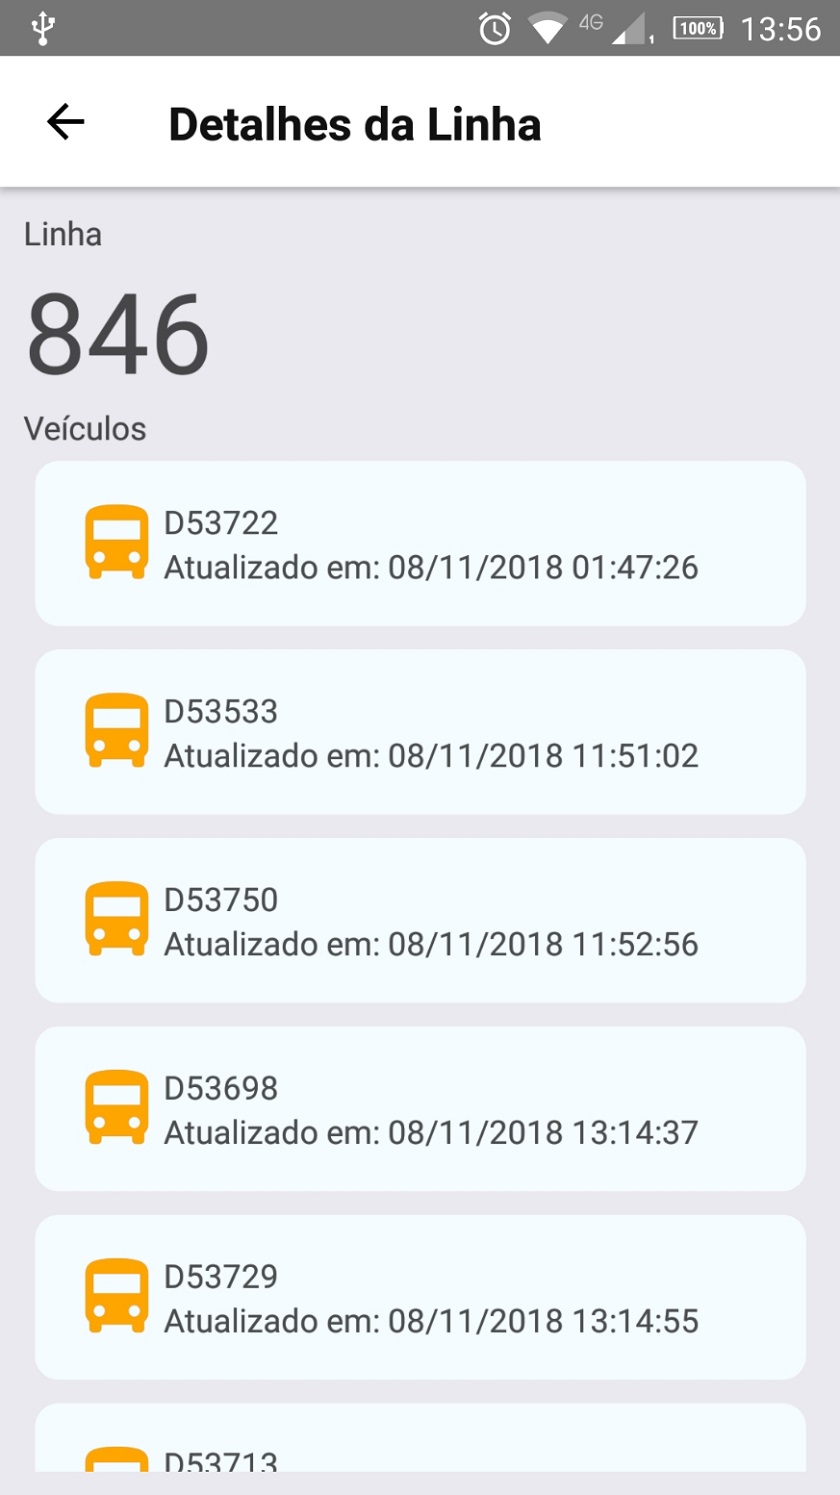 4G 100% 13:56
Detalhes da Linha
Linha
846
Veículos
D53722
Atualizado em: 08/11/2018 01:47:26
D53533
Atualizado em: 08/11/2018 11:51:02
D53750
Atualizado em: 08/11/2018 11:52:56
D53698
Atualizado em: 08/11/2018 13:14:37
D53729
Atualizado em: 08/11/2018 13:14:55
D53713